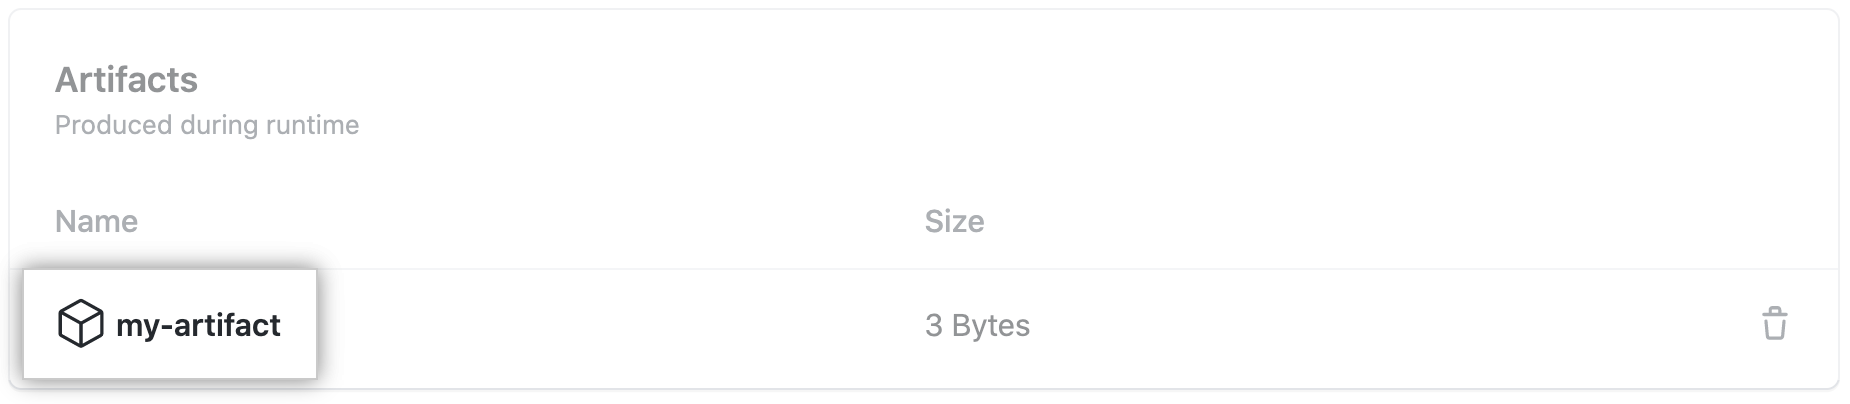 Artifacts
Produced during runtime
Name Size
my-artifact 3 Bytes